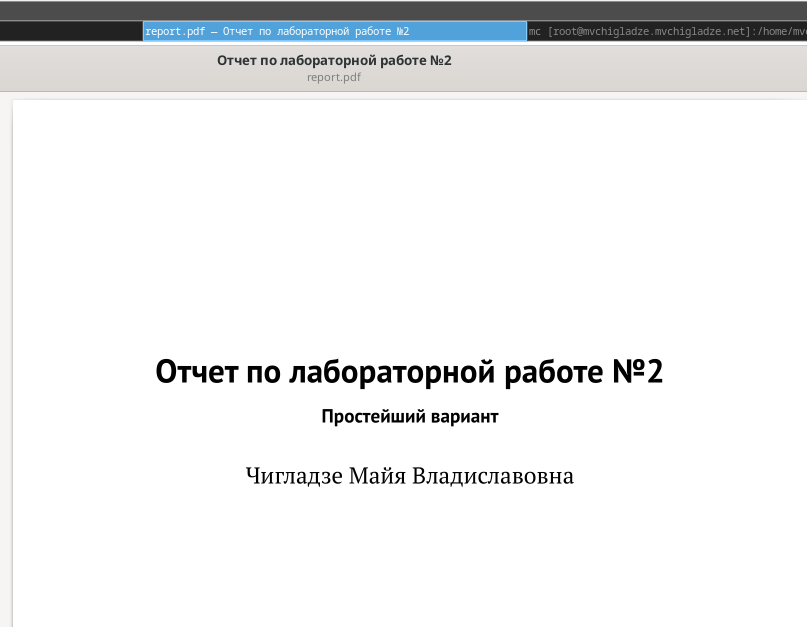 report.pdf — Отчет по лабораторной работе №2
mc [root@mvchigladze.mvchigladze.net]:/home/mv
Отчет по лабораторной работе №2
report.pdf
Отчет по лабораторной работе №2
Простейший вариант
Чигладзе Майя Владиславовна